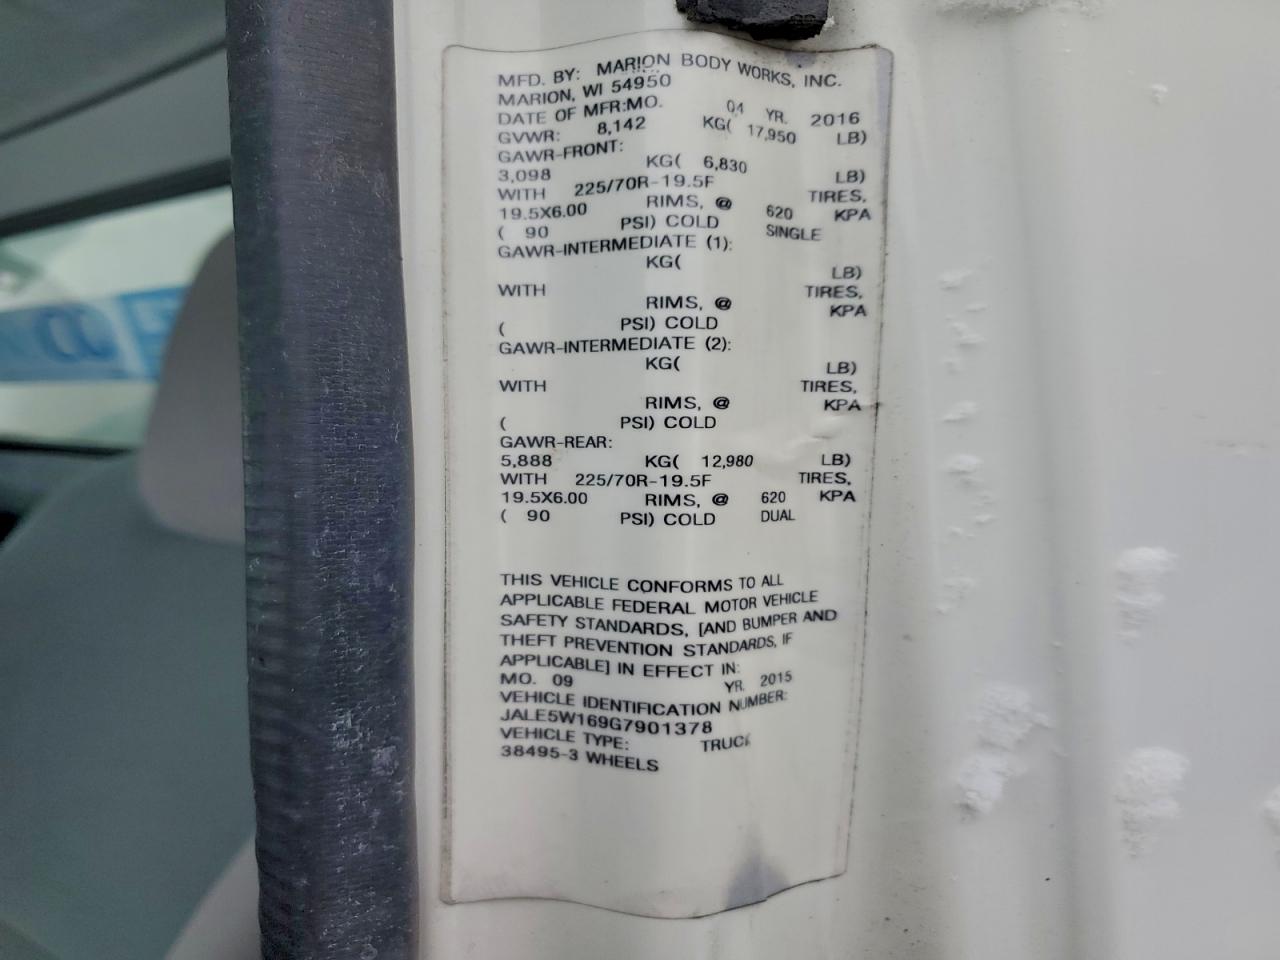 MFD. BY: MARION BODY WORKS, INC.
MARION, WI 54950
DATE OF MFR:MO. 04 YR. 2016
GVWR: 8,142 KG( 17,950 LB)
GAWR-FRONT:
3,098 KG( 6,830 LB)
WITH 225/70R-19.5F TIRES,
19.5X6.00 RIMS, @ 620 KPA
( 90 PSI) COLD SINGLE
GAWR-INTERMEDIATE (1):
KG( LB)
WITH TIRES,
RIMS, @ KPA
( PSI) COLD
GAWR-INTERMEDIATE (2):
KG( LB)
WITH TIRES,
RIMS, @ KPA
( PSI) COLD
GAWR-REAR:
5,888 KG( 12,980 LB)
WITH 225/70R-19.5F TIRES,
19.5X6.00 RIMS, @ 620 KPA
( 90 PSI) COLD DUAL
THIS VEHICLE CONFORMS TO ALL
APPLICABLE FEDERAL MOTOR VEHICLE
SAFETY STANDARDS, [AND BUMPER AND
THEFT PREVENTION STANDARDS, IF
APPLICABLE] IN EFFECT IN:
MO. 09 YR. 2015
VEHICLE IDENTIFICATION NUMBER:
JALE5W169G7901378
VEHICLE TYPE: TRUCK
38495-3 WHEELS